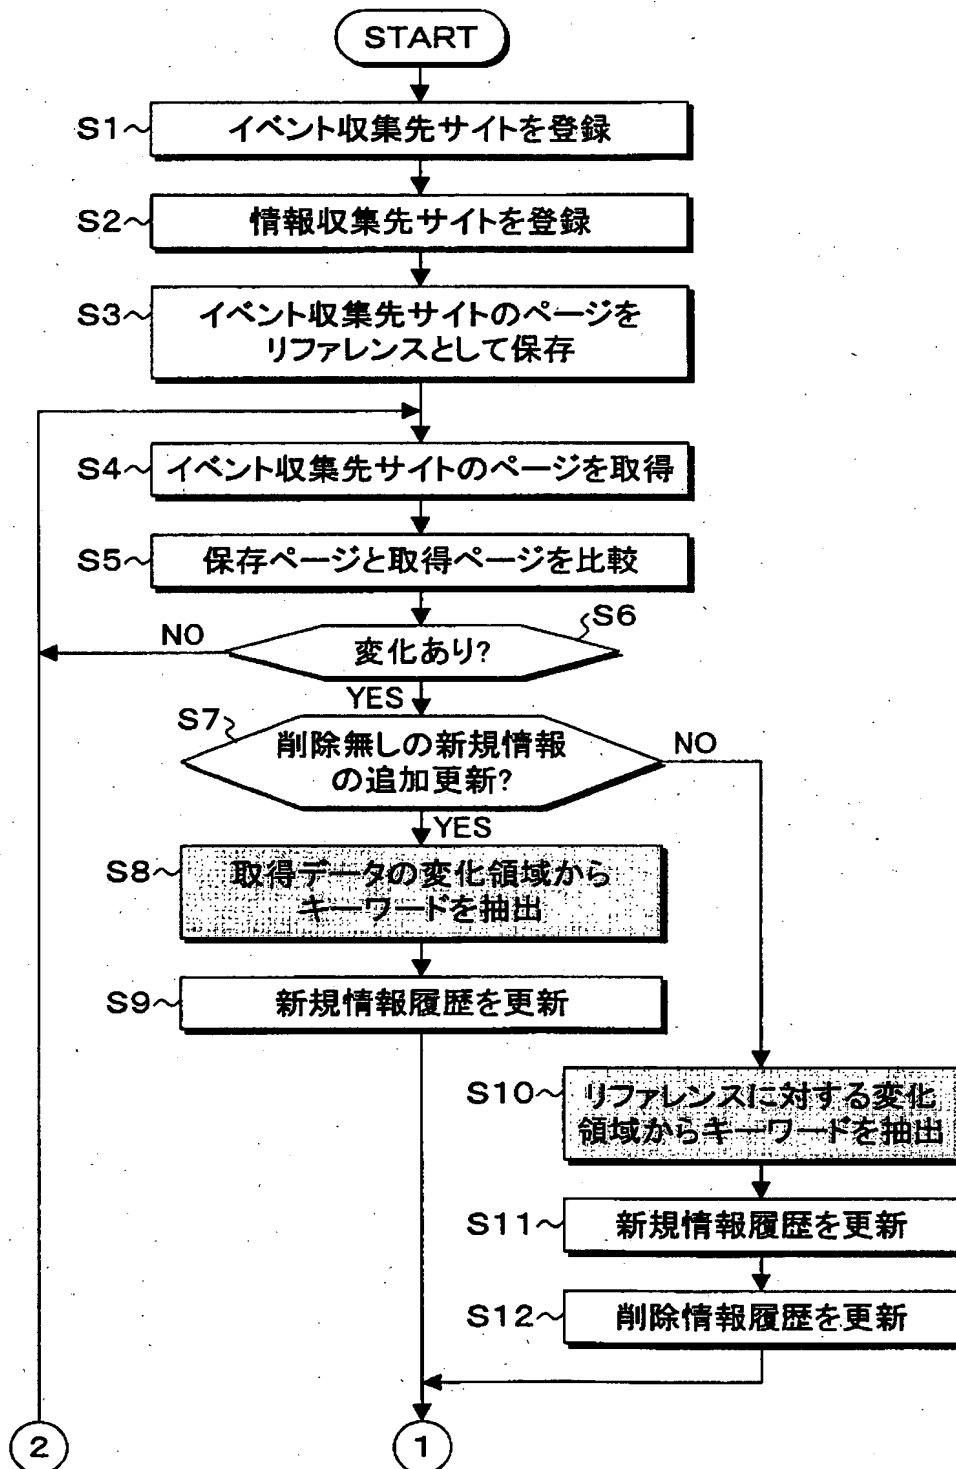 START
S1
イベント収集先サイトを登録
S2
情報収集先サイトを登録
S3
イベント収集先サイトのページを
リファレンスとして保存
S4
イベント収集先サイトのページを取得
S5
保存ページと取得ページを比較
S6
変化あり?
NO
YES
S7
削除無しの新規情報
の追加更新?
NO
YES
S8
取得データの変化領域から
キーワードを抽出
S9
新規情報履歴を更新
S10
リファレンスに対する変化
領域からキーワードを抽出
S11
新規情報履歴を更新
S12
削除情報履歴を更新
2
1